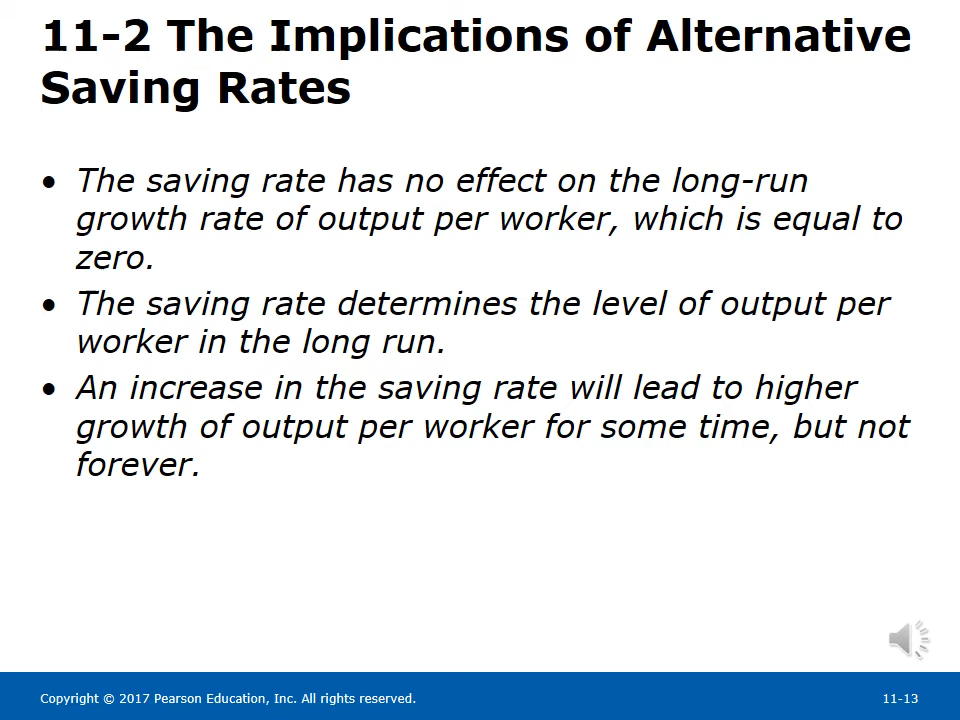 11-2 The Implications of Alternative
Saving Rates
• The saving rate has no effect on the long-run
growth rate of output per worker, which is equal to
zero.
• The saving rate determines the level of output per
worker in the long run.
• An increase in the saving rate will lead to higher
growth of output per worker for some time, but not
forever.
Copyright © 2017 Pearson Education, Inc. All rights reserved.
11-13